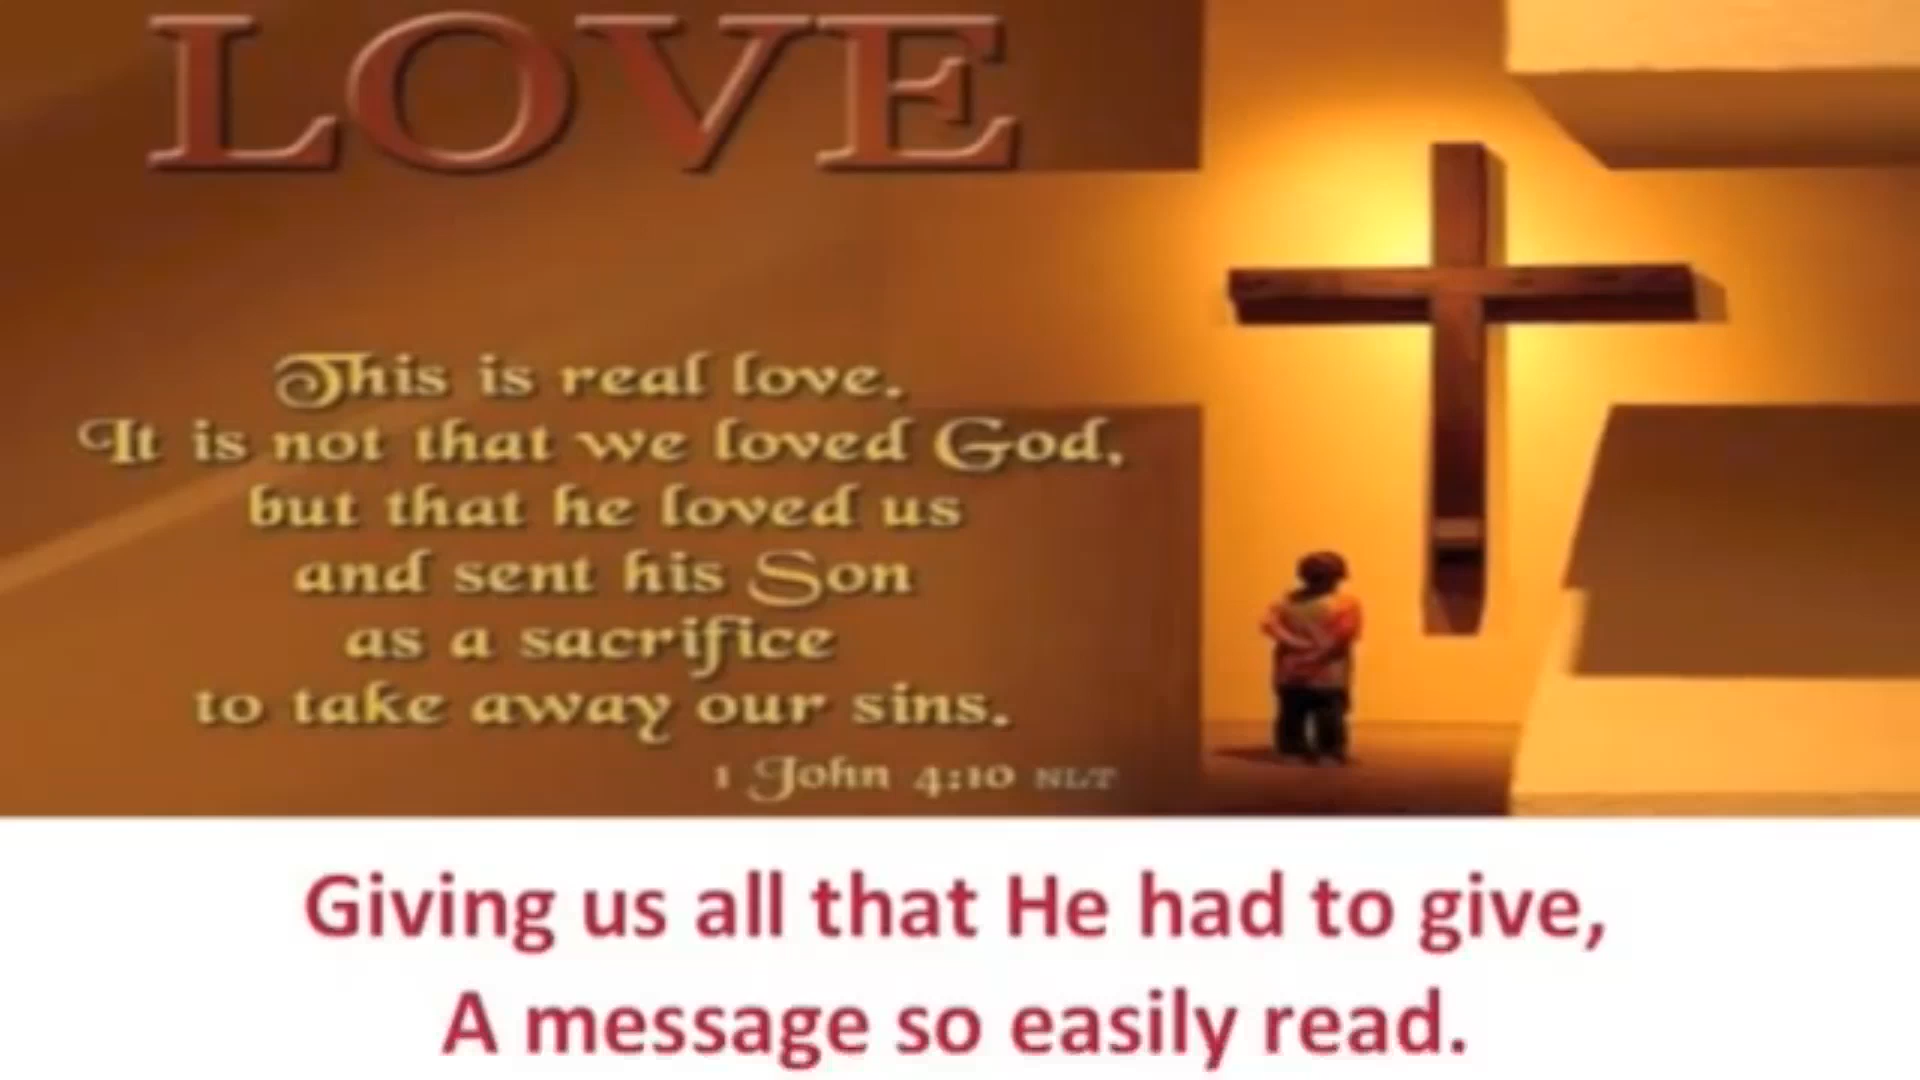 LOVE
This is real love.
It is not that we loved God,
but that he loved us
and sent his Son
as a sacrifice
to take away our sins.
1 John 4:10 NLT
Giving us all that He had to give,
A message so easily read.